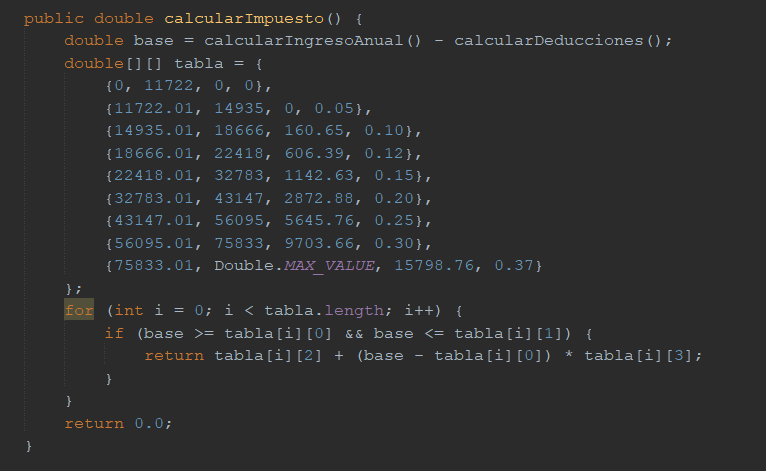 public double calcularImpuesto() {
    double base = calcularIngresoAnual() - calcularDeducciones();
    double[][] tabla = {
        {0, 11722, 0, 0},
        {11722.01, 14935, 0, 0.05},
        {14935.01, 18666, 160.65, 0.10},
        {18666.01, 22418, 606.39, 0.12},
        {22418.01, 32783, 1142.63, 0.15},
        {32783.01, 43147, 2872.88, 0.20},
        {43147.01, 56095, 5645.76, 0.25},
        {56095.01, 75833, 9703.66, 0.30},
        {75833.01, Double.MAX_VALUE, 15798.76, 0.37}
    };
    for (int i = 0; i < tabla.length; i++) {
        if (base >= tabla[i][0] && base <= tabla[i][1]) {
            return tabla[i][2] + (base - tabla[i][0]) * tabla[i][3];
        }
    }
    return 0.0;
}